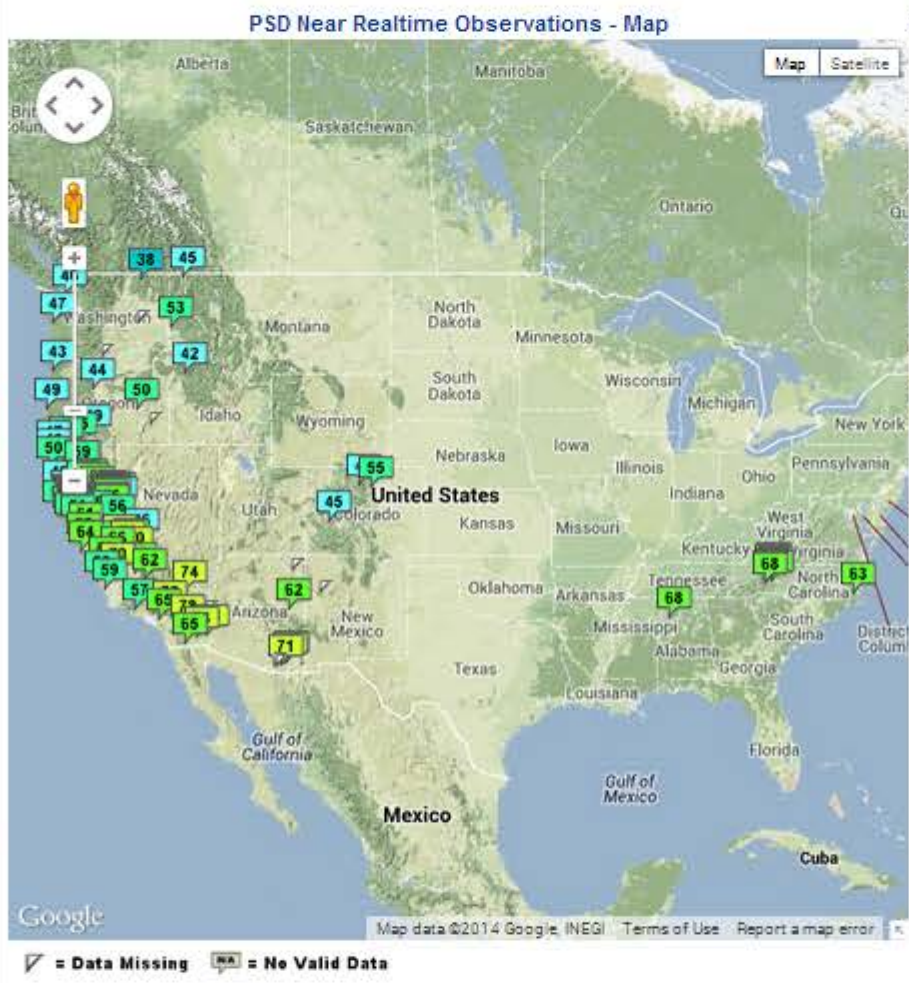 PSD Near Realtime Observations - Map
Alberta
Manitoba
Map
Satellite
Saskatchewan
Ontario
38
45
47
Washington
53
North
Dakota
Montana
Minnesota
43
42
44
South
Dakota
Wisconsin
49
50
Michigan
Oregon
Idaho
Wyoming
New York
50
Nebraska
Iowa
55
Pennsylvania
Illinois
Ohio
Nevada
United States
Indiana
56
Utah
45
Colorado
Kansas
Missouri
West
Virginia
64
Kentucky
62
68
59
74
63
57
62
Oklahoma
Arkansas
Tennessee
North
Carolina
65
68
Arizona
New
Mexico
65
Mississippi
South
Carolina
71
Alabama
Georgia
Texas
Louisiana
Gulf of
California
Florida
Gulf of
Mexico
Mexico
Cuba
Google
Map data ©2014 Google, INEGI Terms of Use Report a map error
= Data Missing NA = No Valid Data